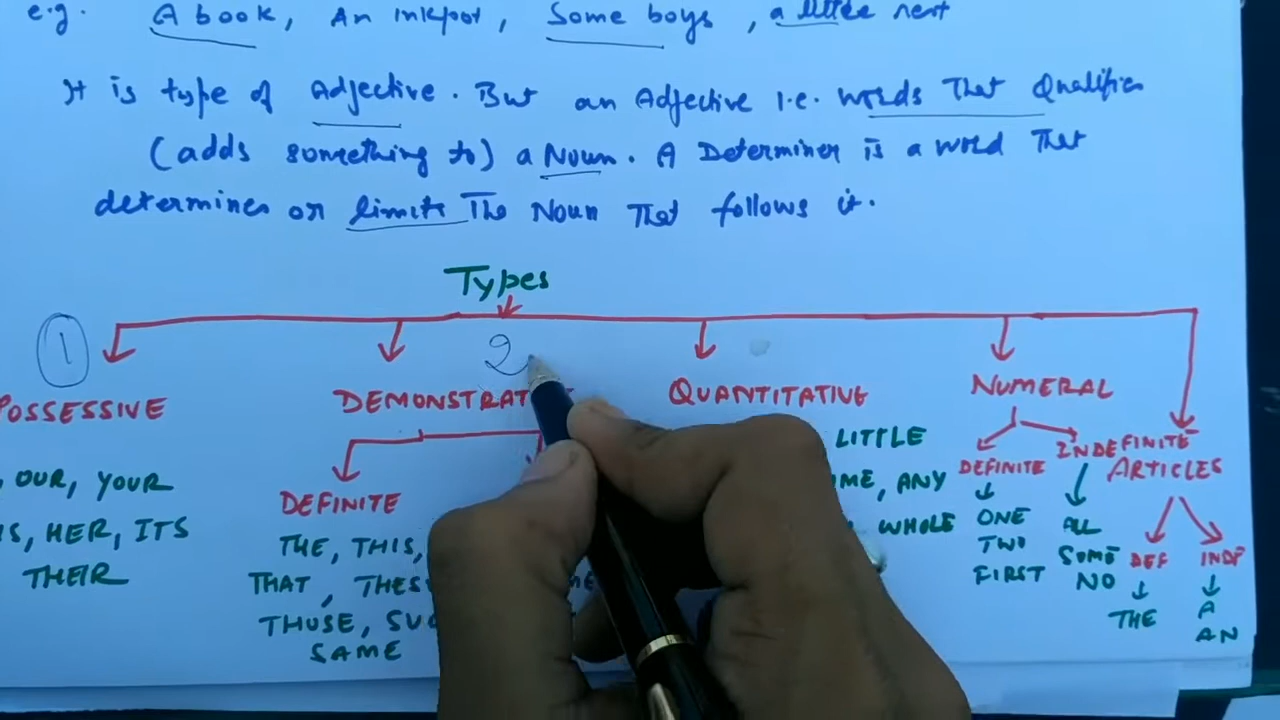 e.g. A book, An Inkpot, Some boys, a little rest
It is type of Adjective. But an Adjective i.e. words That Qualifies
(adds something to) a Noun. A Determiner is a word That
determines or limits The Noun That follows it.
Types
1
2
POSSESSIVE
DEMONSTRAT
QUANTITATIVE
NUMERAL
, OUR, YOUR
HER, ITS
THEIR
DEFINITE
THE, THIS,
THAT, THES
THOSE, SUC
SAME
LITTLE
ANY
WHOLE
DEFINITE
ONE
TWO
FIRST
INDEFINITE
ALL
SOME
NO
ARTICLES
DEF
THE
INDF
A
AN